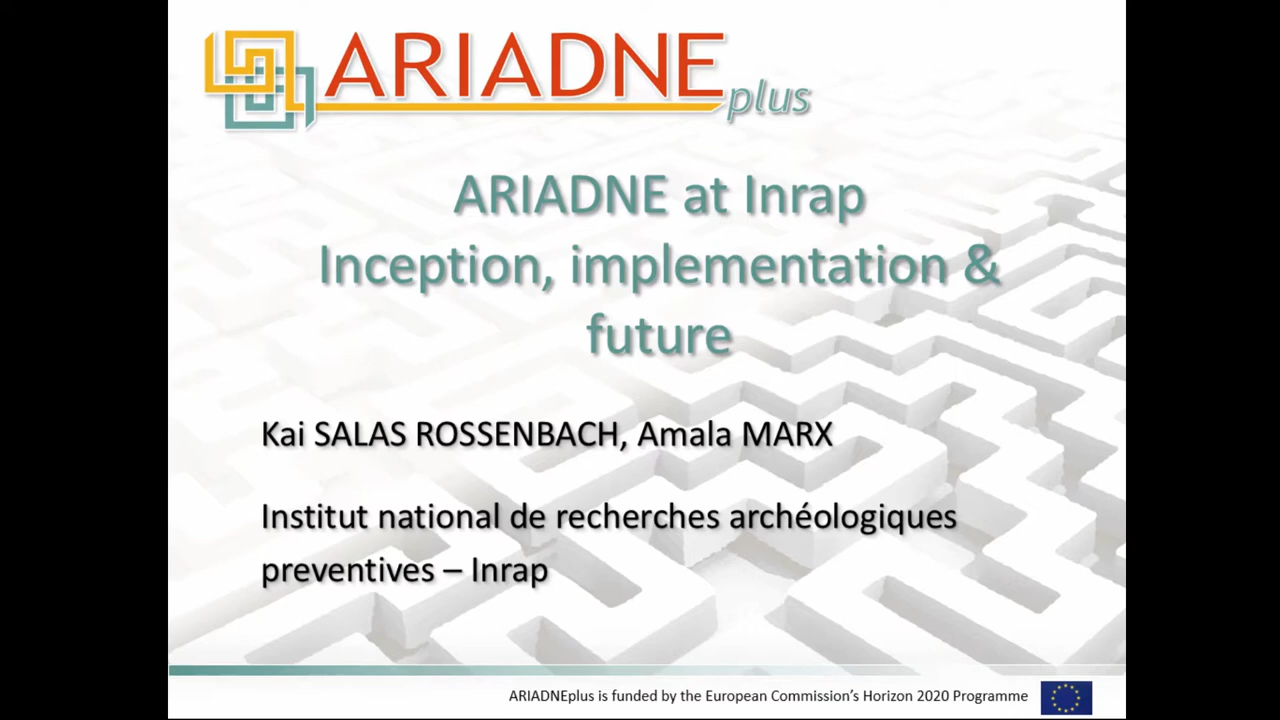 ARIADNE
plus
ARIADNE at Inrap
Inception, implementation &
future
Kai SALAS ROSSENBACH, Amala MARX
Institut national de recherches archéologiques
preventives – Inrap
ARIADNEplus is funded by the European Commission's Horizon 2020 Programme